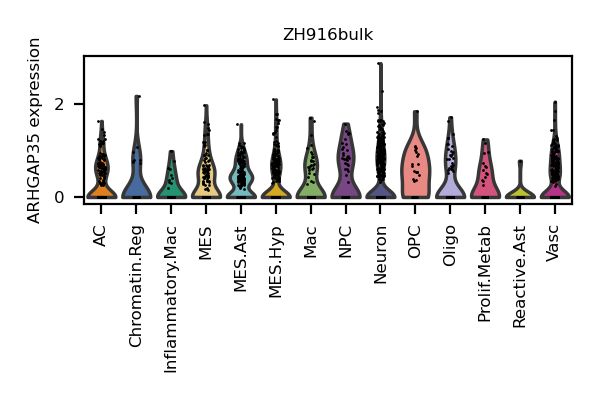 ZH916bulk
ARHGAP35 expression
2
0
AC
Chromatin.Reg
Inflammatory.Mac
MES
MES.Ast
MES.Hyp
Mac
NPC
Neuron
OPC
Oligo
Prolif.Metab
Reactive.Ast
Vasc